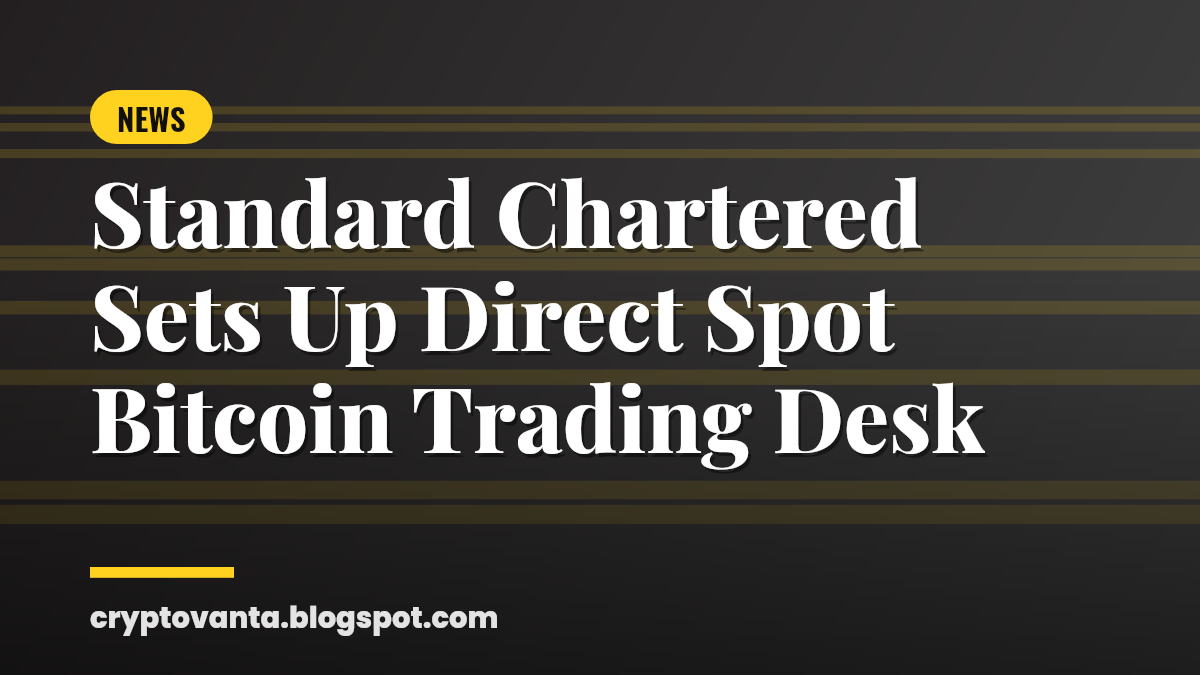 NEWS
Standard Chartered
Sets Up Direct Spot
Bitcoin Trading Desk
cryptovanta.blogspot.com